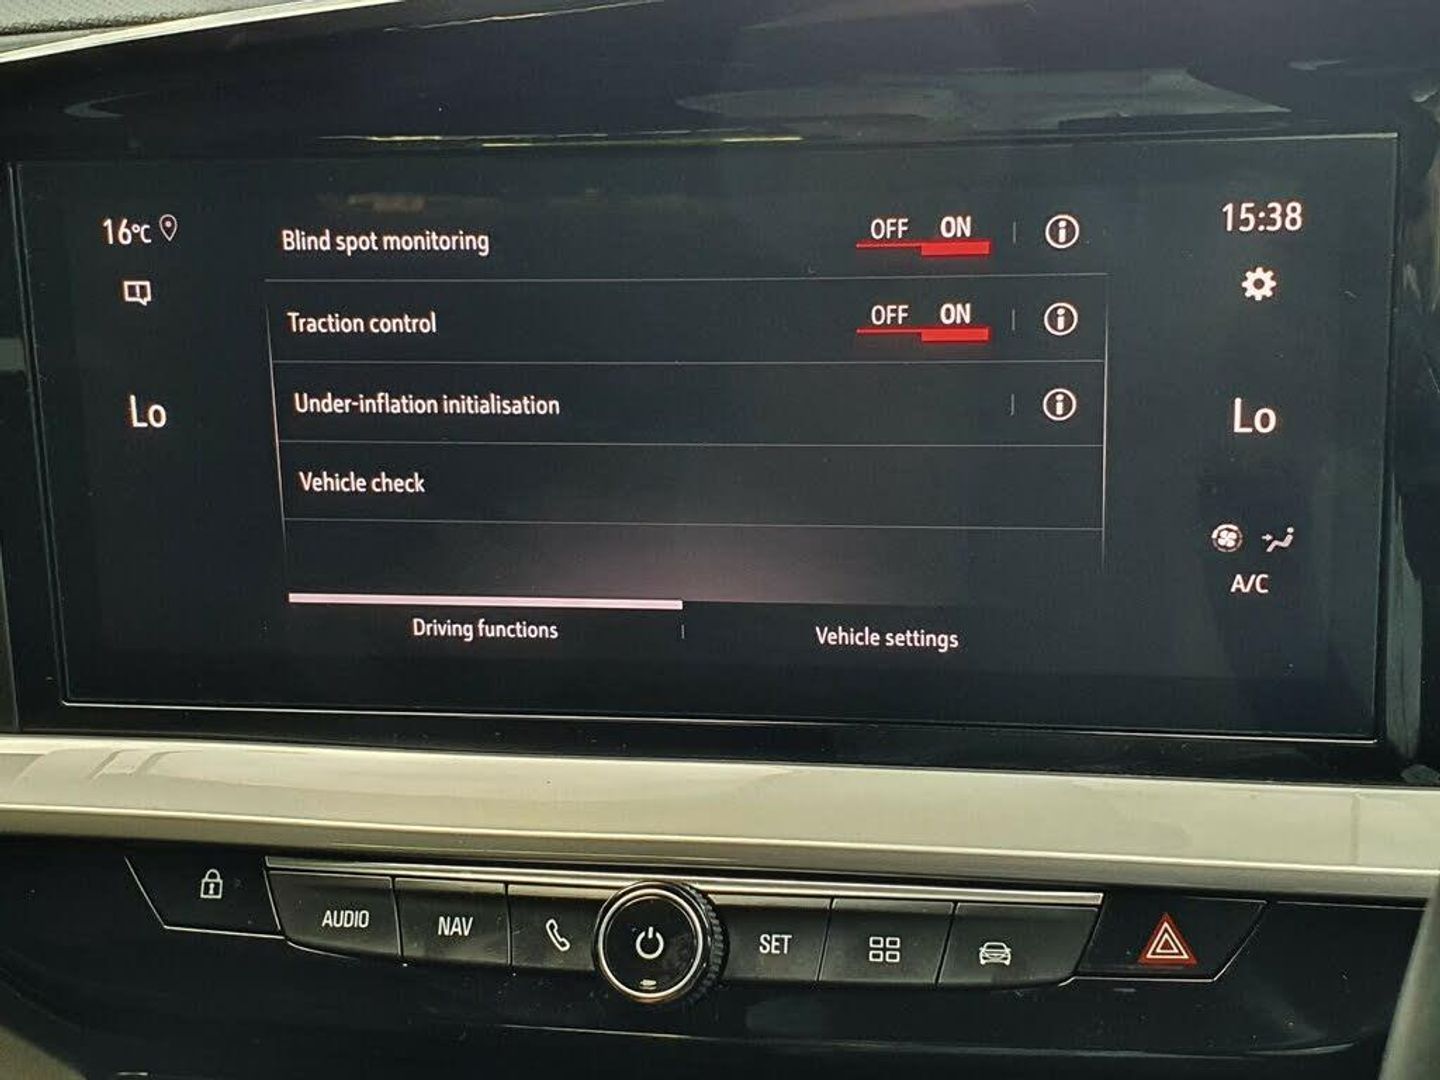 16°C
15:38
Blind spot monitoring OFF ON
Traction control OFF ON
Under-inflation initialisation
Lo
Lo
Vehicle check
A/C
Driving functions
Vehicle settings
AUDIO
NAV
SET